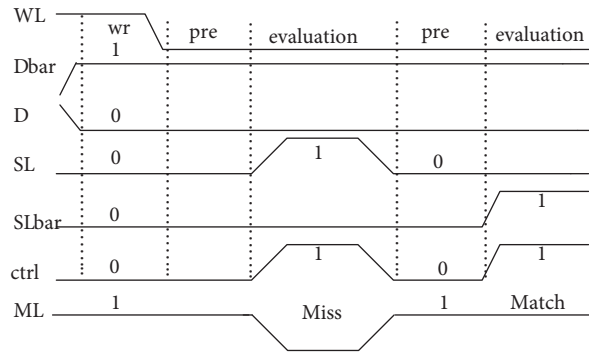 WL
wr pre evaluation pre evaluation
1
Dbar
D 0
SL 0 1 0
SLbar 0 1
ctrl 0 1 0 1
ML 1 Miss 1 Match